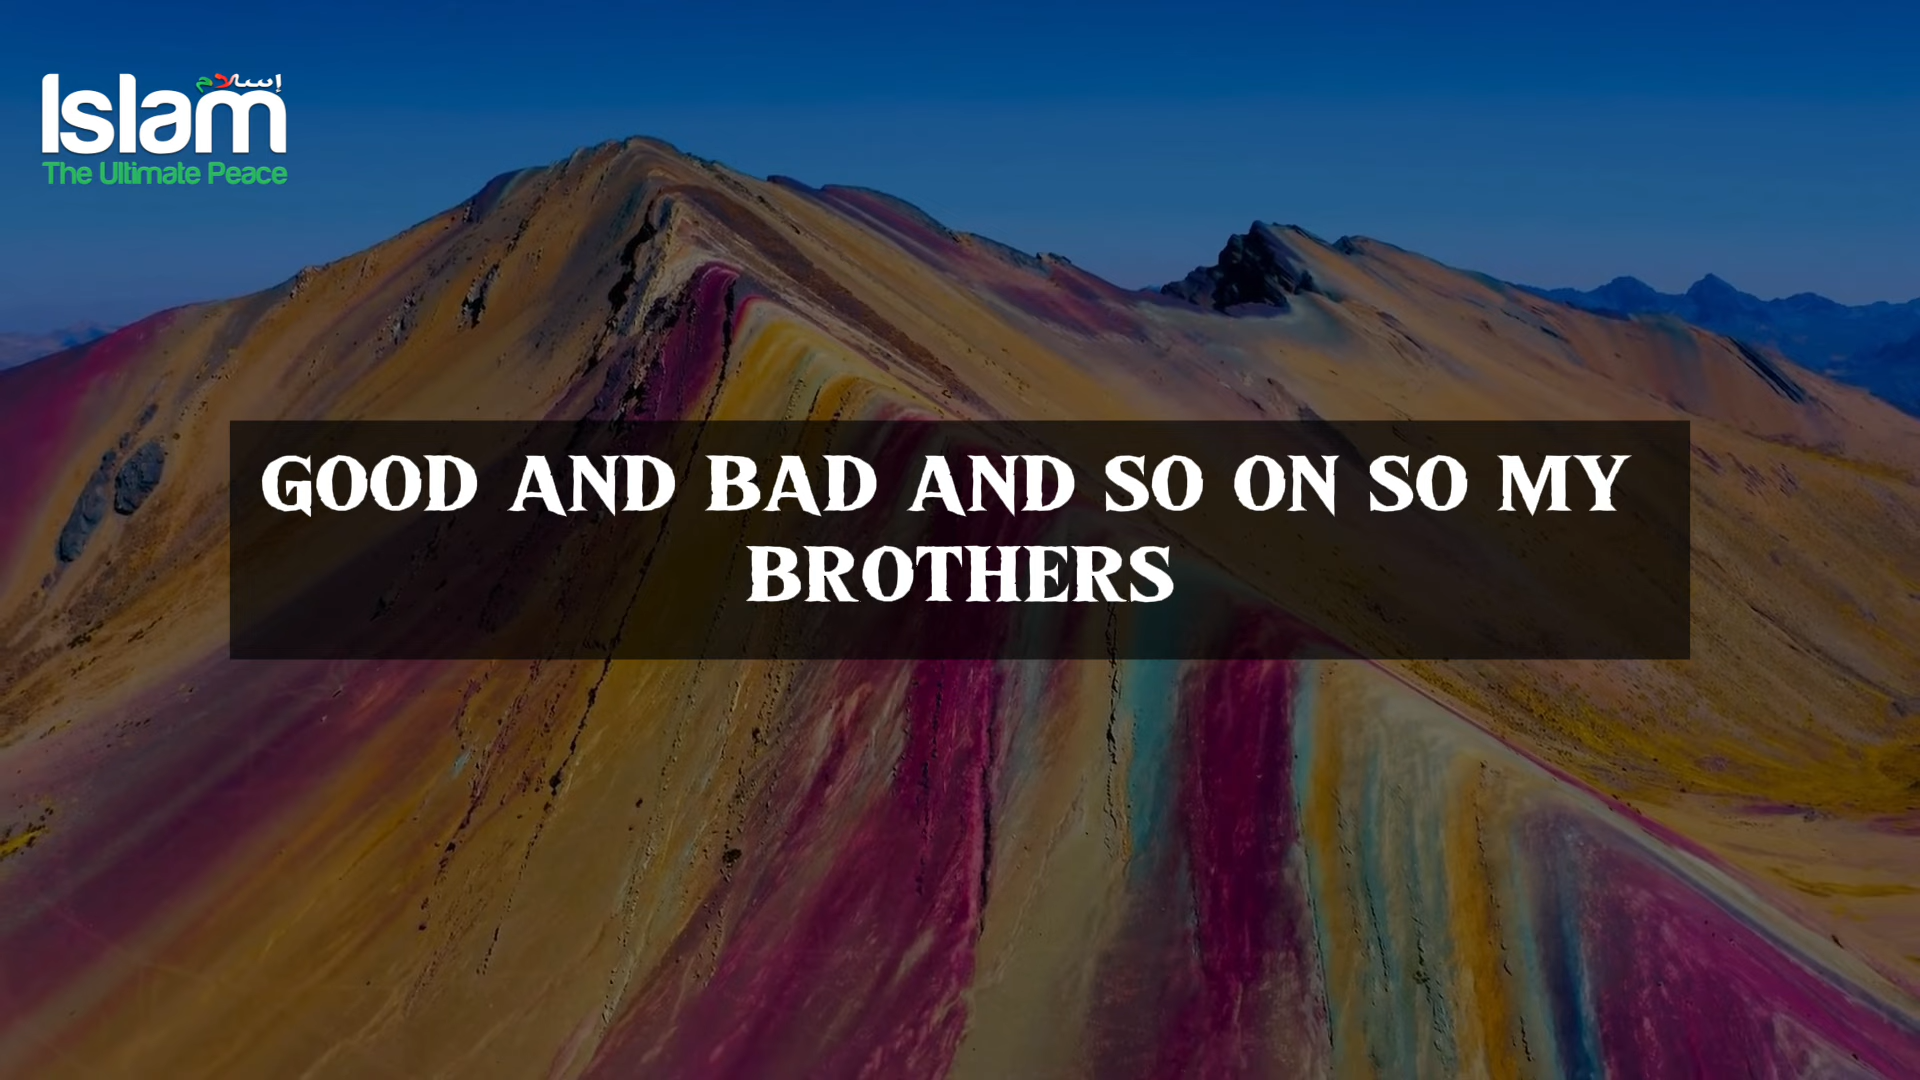 إسلام
Islam
The Ultimate Peace
GOOD AND BAD AND SO ON SO MY
BROTHERS